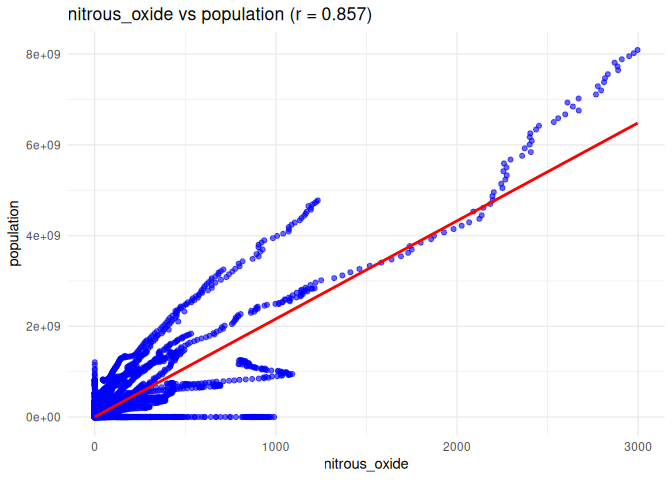 nitrous_oxide vs population (r = 0.857)
8e+09
6e+09
4e+09
2e+09
0e+00
population
0 1000 2000 3000
nitrous_oxide